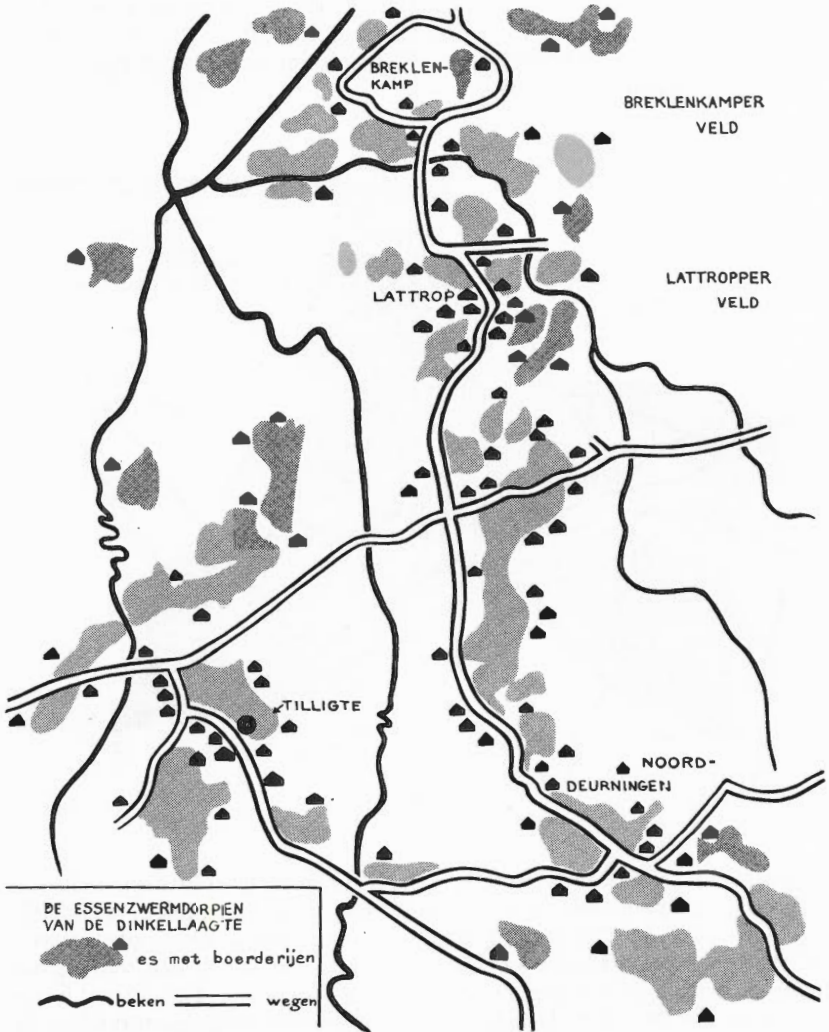 BREKLEN-
KAMP
BREKLENKAMPER
VELD
LATTROP
LATTROPPER
VELD
TILLIGTE
NOORD-
DEURNINGEN
DE ESSENZWERMDORPIEN
VAN DE DINKELLAAGTE
es met boerderijen
beken
wegen